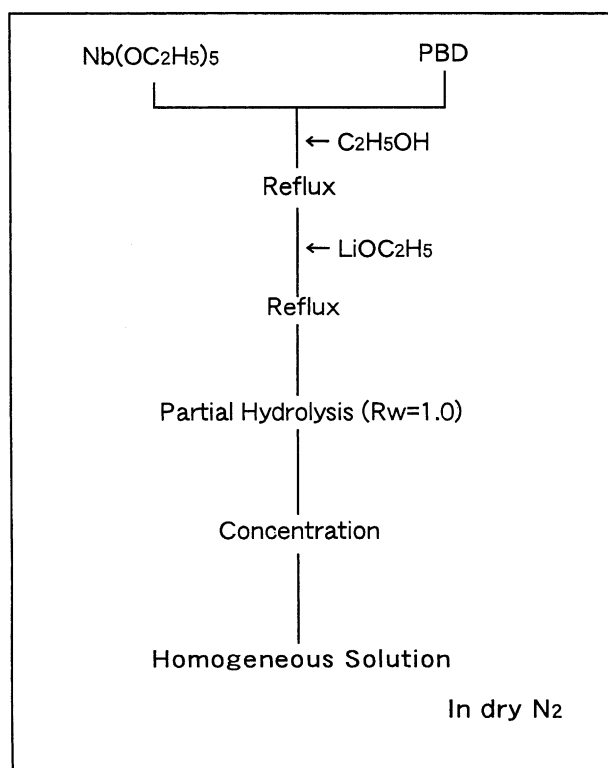 Nb(OC2H5)5 PBD
← C2H5OH
Reflux
← LiOC2H5
Reflux
Partial Hydrolysis (Rw=1.0)
Concentration
Homogeneous Solution
In dry N2